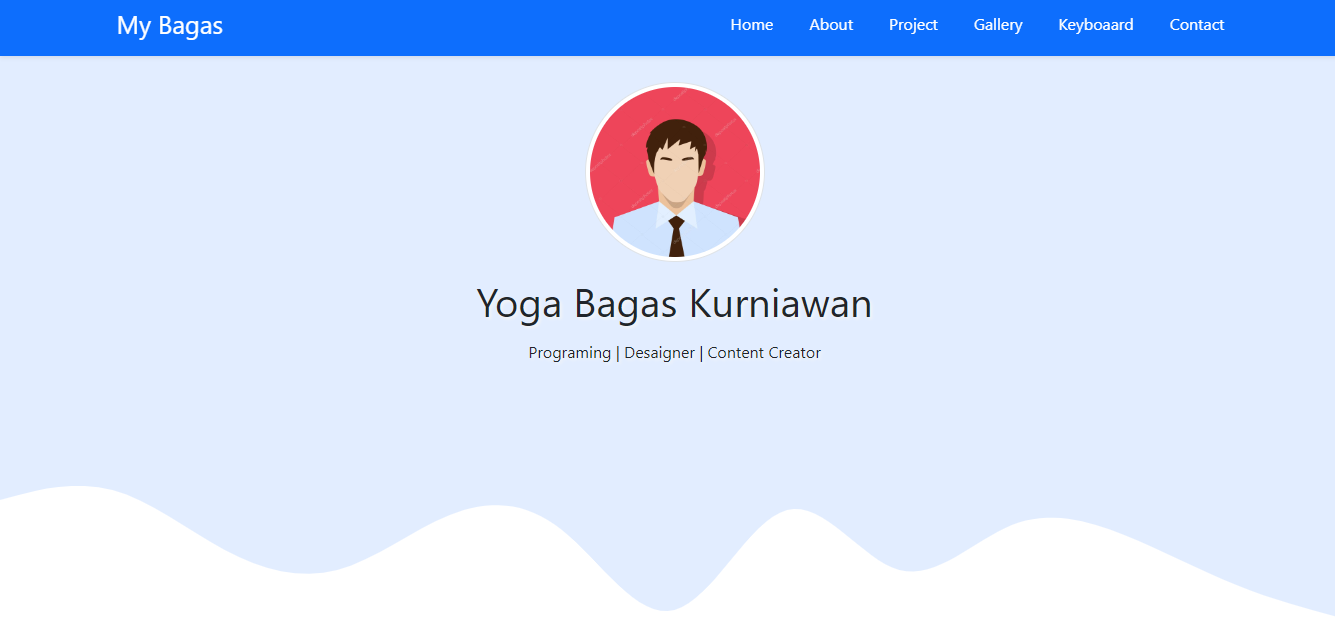 My Bagas Home About Project Gallery Keyboaard Contact
Yoga Bagas Kurniawan
Programing | Desaigner | Content Creator